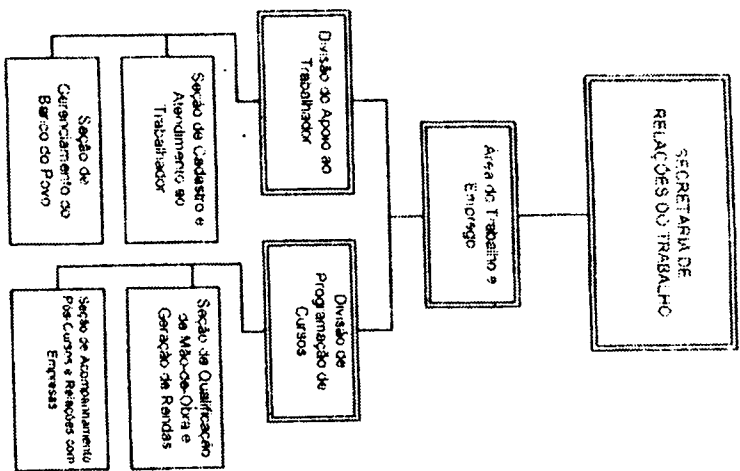 SECRETARIA DE
RELAÇÕES DO TRABALHO
Área do Trabalho e
Emprego
Divisão do Apoio ao
Trabalhador
Seção de Cadastro e
Atendimento ao
Trabalhador
Seção de
Gerenciamento do
Banco do Povo
Divisão de
Programação de
Cursos
Seção de Qualificação
de Mão-de-Obra e
Geração de Rendas
Seção de Acompanhamento
Pós-Cursos e Relações com
Empresas